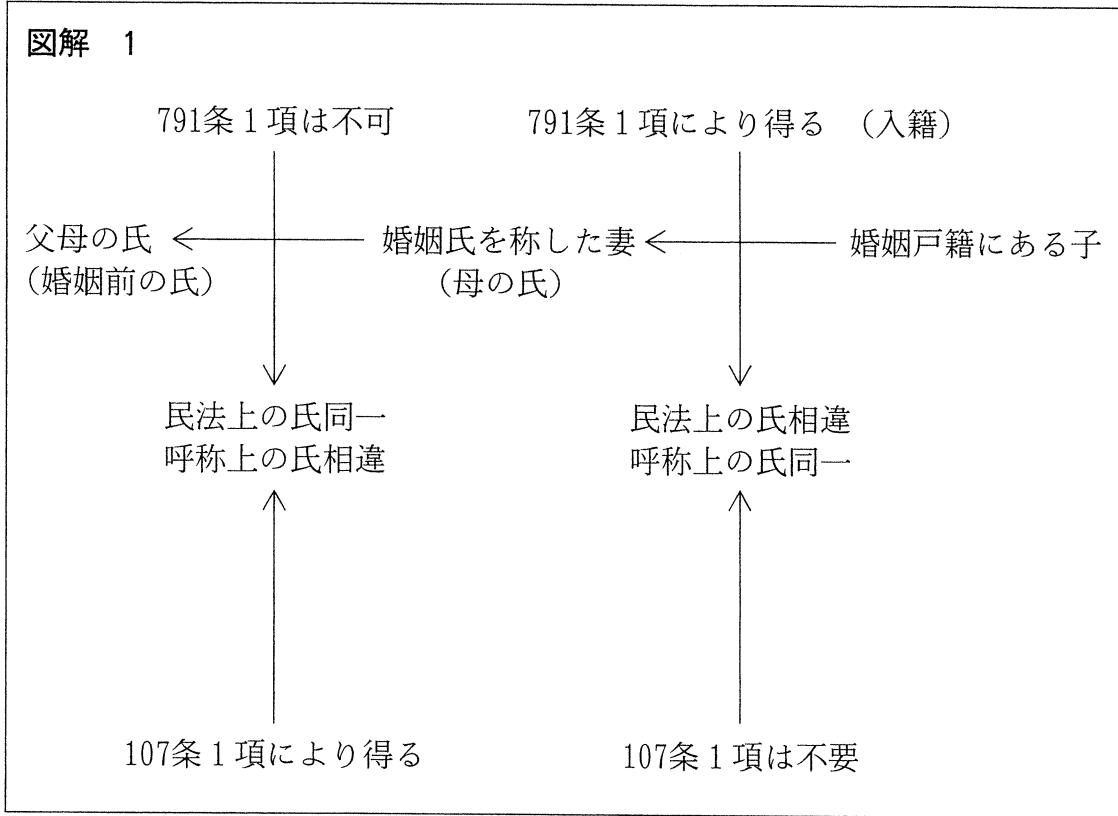 図解 1
791条1項は不可
791条1項により得る (入籍)
父母の氏
(婚姻前の氏)
婚姻氏を称した妻
(母の氏)
婚姻戸籍にある子
民法上の氏同一
呼称上の氏相違
民法上の氏相違
呼称上の氏同一
107条1項により得る
107条1項は不要